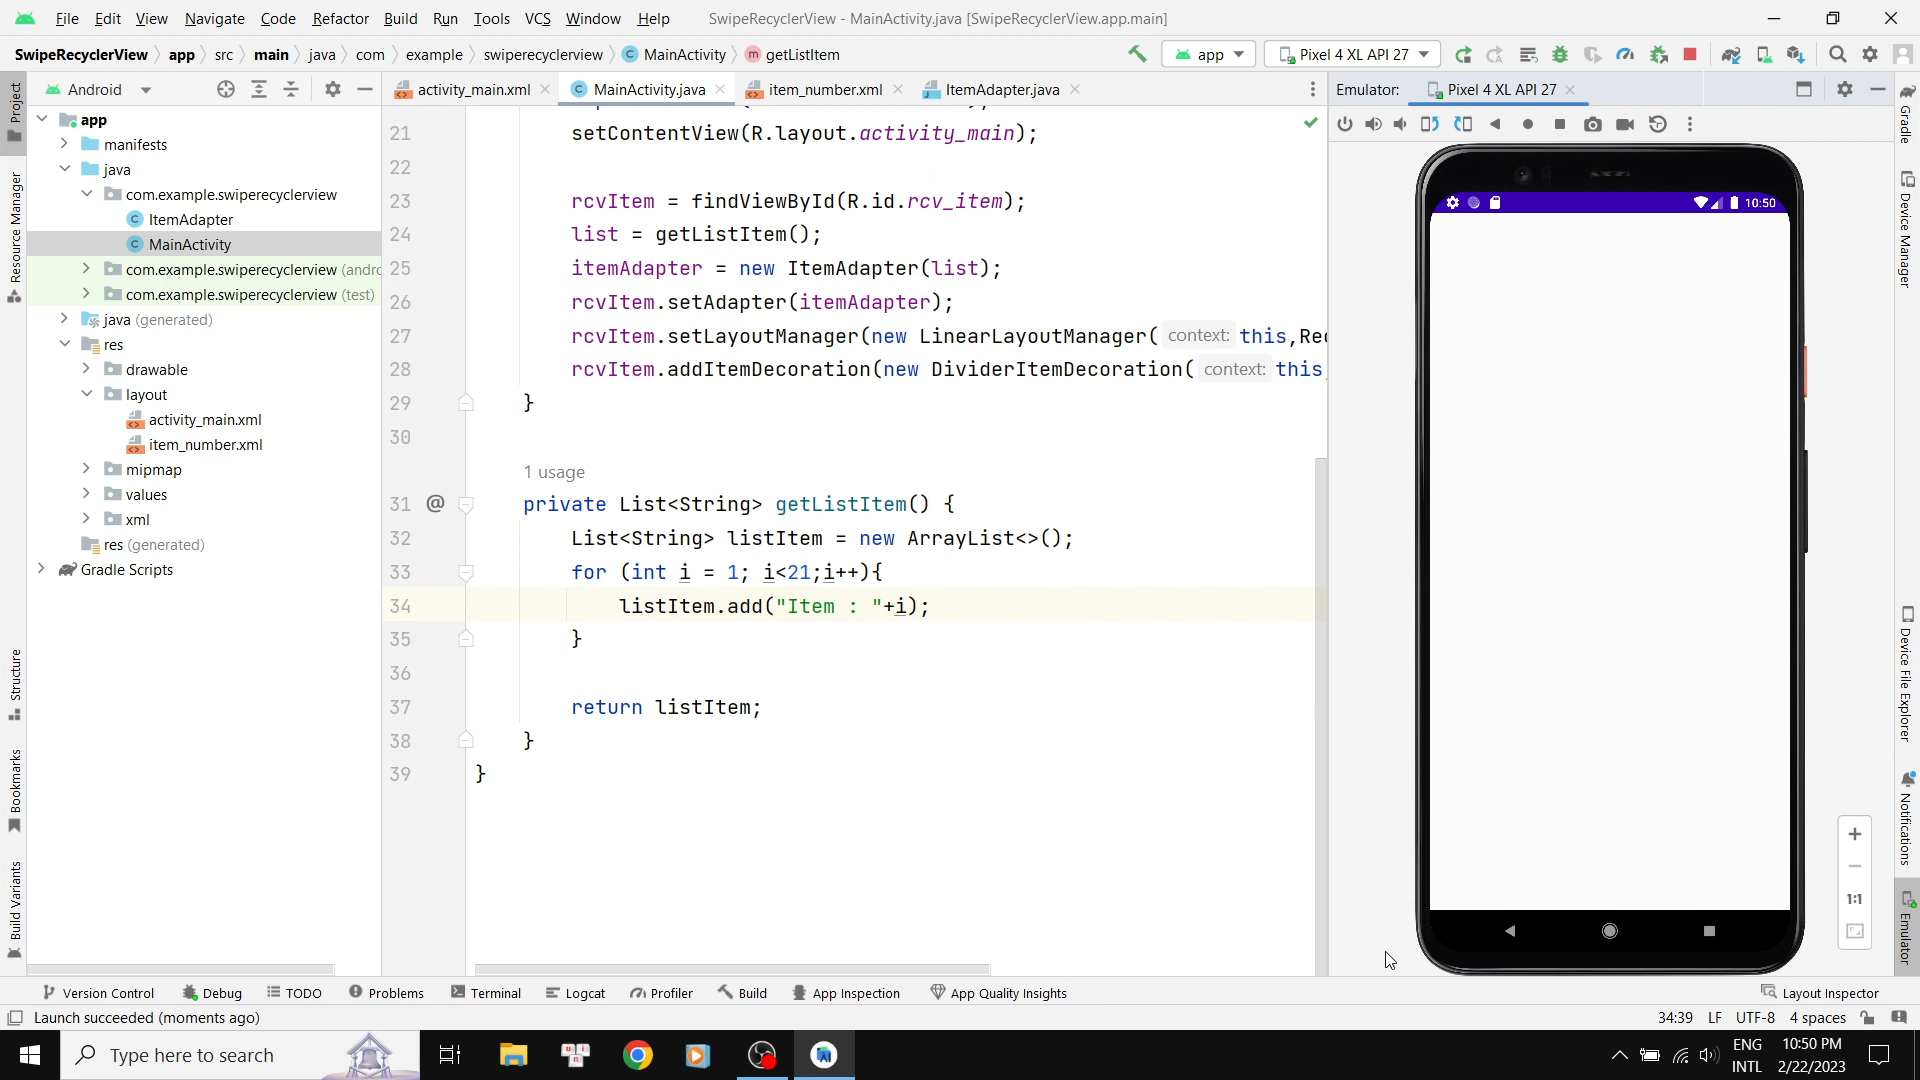 File Edit View Navigate Code Refactor Build Run Tools VCS Window Help SwipeRecyclerView - MainActivity.java [SwipeRecyclerView.app.main]
SwipeRecyclerView app src main java com example swiperecyclerview MainActivity getListItem app Pixel 4 XL API 27
Android activity_main.xml MainActivity.java item_number.xml ItemAdapter.java Emulator: Pixel 4 XL API 27
Project
Resource Manager
Structure
Bookmarks
Build Variants
app
manifests
java
com.example.swiperecyclerview
ItemAdapter
MainActivity
com.example.swiperecyclerview (andro
com.example.swiperecyclerview (test)
java (generated)
res
drawable
layout
activity_main.xml
item_number.xml
mipmap
values
xml
res (generated)
Gradle Scripts
21 setContentView(R.layout.activity_main);
22
23 rcvItem = findViewById(R.id.rcv_item);
24 list = getListItem();
25 itemAdapter = new ItemAdapter(list);
26 rcvItem.setAdapter(itemAdapter);
27 rcvItem.setLayoutManager(new LinearLayoutManager( context: this,Rec
28 rcvItem.addItemDecoration(new DividerItemDecoration( context: this,
29 }
30
1 usage
31 @ private List<String> getListItem() {
32 List<String> listItem = new ArrayList<>();
33 for (int i = 1; i<21;i++){
34 listItem.add("Item : "+i);
35 }
36
37 return listItem;
38 }
39 }
10:50
1:1
Gradle
Device Manager
Device File Explorer
Notifications
Emulator
Version Control Debug TODO Problems Terminal Logcat Profiler Build App Inspection App Quality Insights Layout Inspector
Launch succeeded (moments ago) 34:39 LF UTF-8 4 spaces
Type here to search
ENG
INTL
10:50 PM
2/22/2023